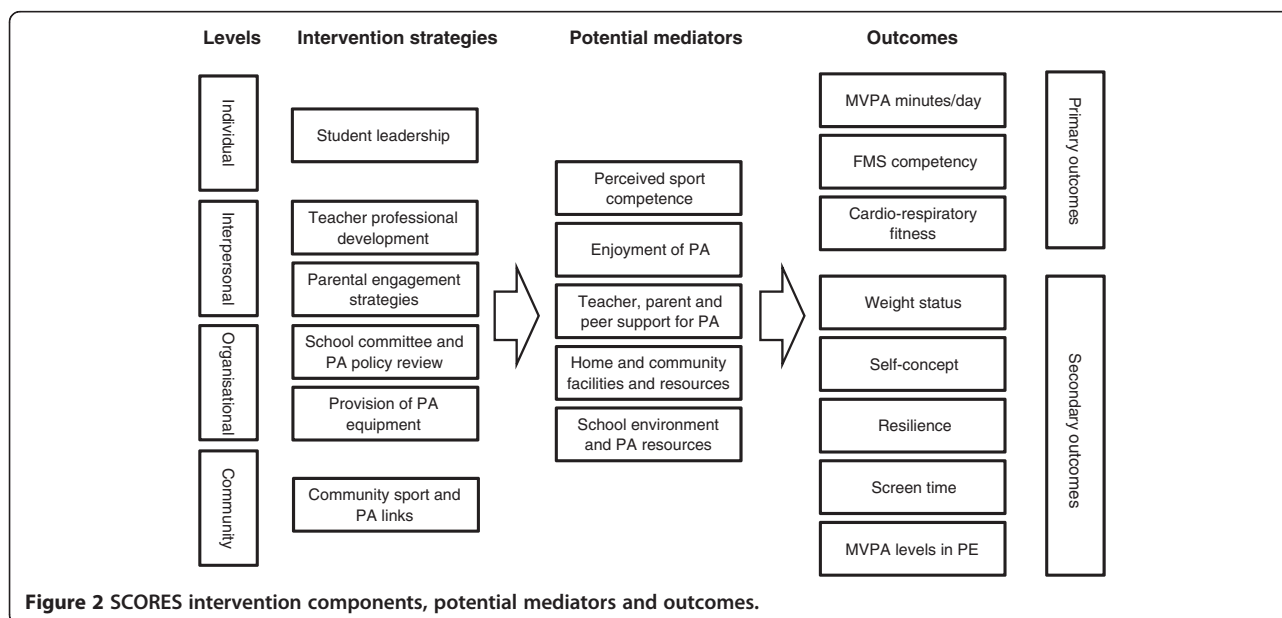 Levels
Intervention strategies
Potential mediators
Outcomes
Individual
Interpersonal
Organisational
Community
Student leadership
Teacher professional
development
Parental engagement
strategies
School committee and
PA policy review
Provision of PA
equipment
Community sport and
PA links
Perceived sport
competence
Enjoyment of PA
Teacher, parent and
peer support for PA
Home and community
facilities and resources
School environment
and PA resources
MVPA minutes/day
FMS competency
Cardio-respiratory
fitness
Weight status
Self-concept
Resilience
Screen time
MVPA levels in PE
Primary outcomes
Secondary outcomes
Figure 2 SCORES intervention components, potential mediators and outcomes.